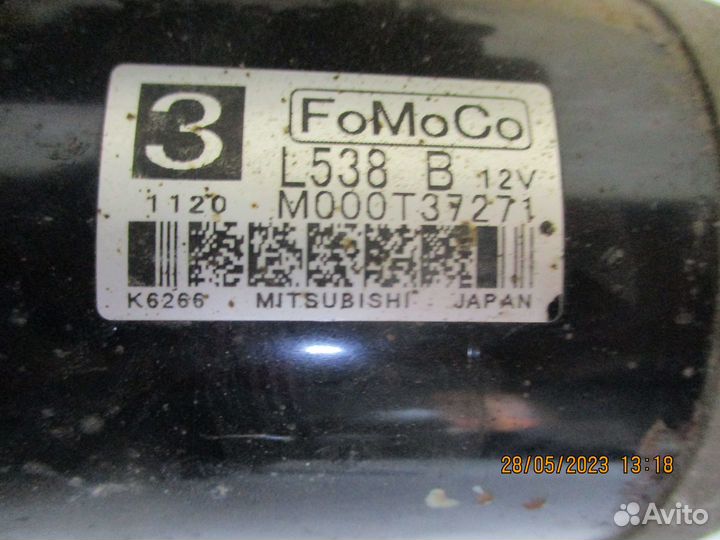 3 FoMoCo
L538 B 12V
1120 M000T37271
K6266 MITSUBISHI JAPAN
28/05/2023 13:18
Avito